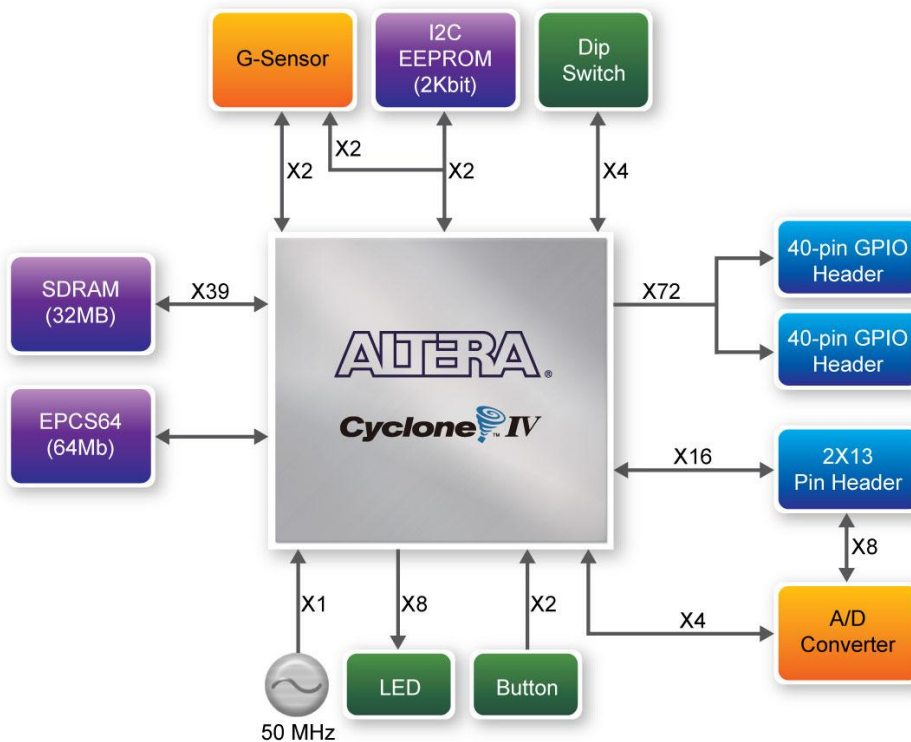 G-Sensor
I2C
EEPROM
(2Kbit)
Dip
Switch
X2
X2
X2
X4
SDRAM
(32MB)
X39
X72
40-pin GPIO
Header
40-pin GPIO
Header
ALTERA®
Cyclone™ IV
EPCS64
(64Mb)
X16
2X13
Pin Header
X8
X1
X8
X2
X4
A/D
Converter
LED
Button
50 MHz